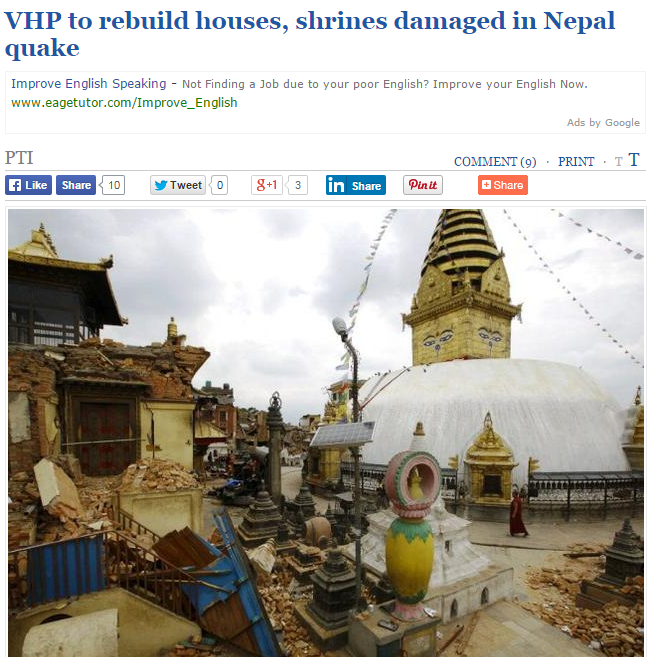 VHP to rebuild houses, shrines damaged in Nepal
quake
Improve English Speaking - Not Finding a Job due to your poor English? Improve your English Now.
www.eagetutor.com/Improve_English
Ads by Google
PTI
COMMENT (9) · PRINT · T T
Like Share 10 Tweet 0 g+1 3 in Share Pin it Share